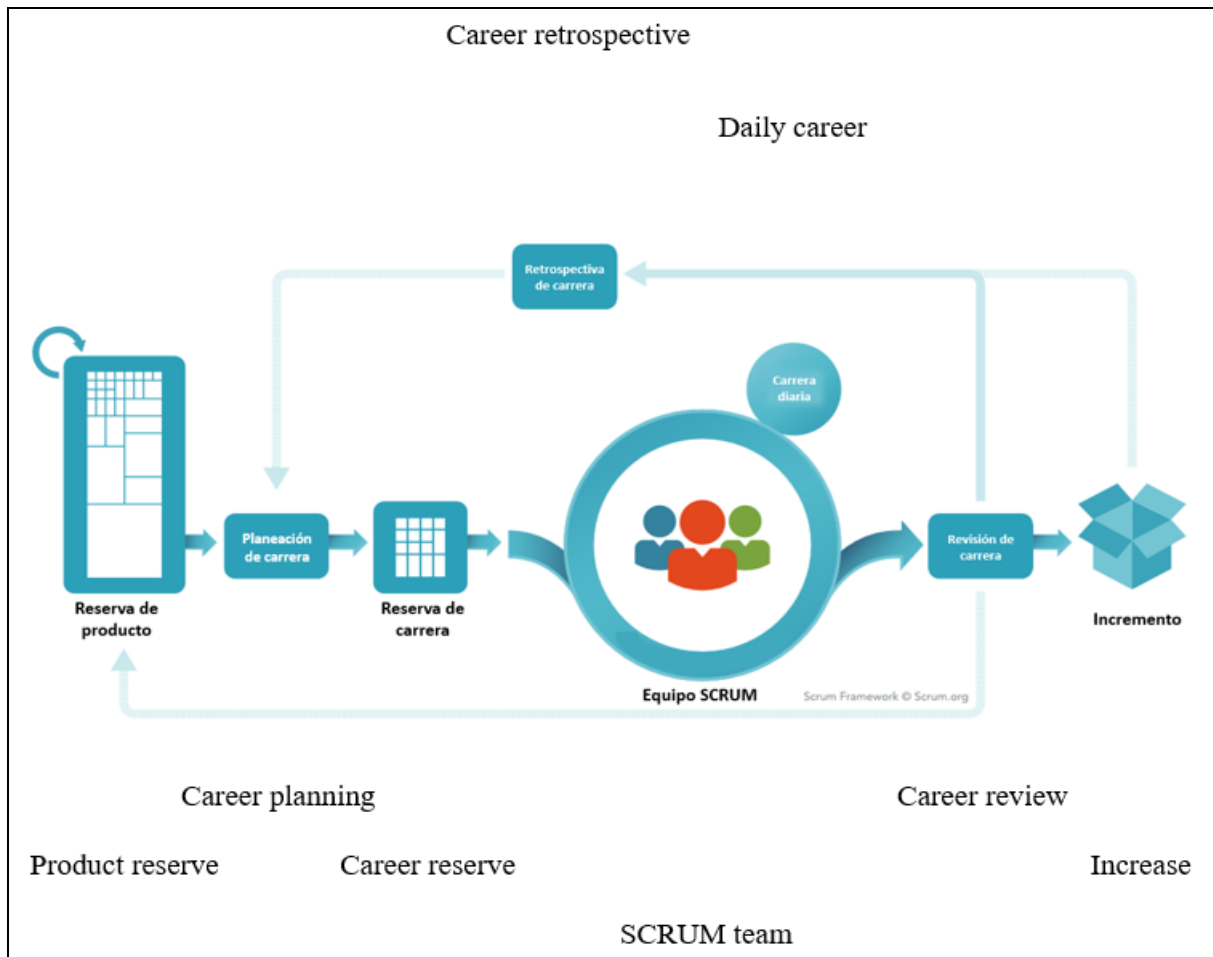 Career retrospective
Daily career
Retrospectiva
de carrera
Carrera
diaria
Planeación
de carrera
Revisión de
carrera
Reserva de
producto
Reserva de
carrera
Incremento
Equipo SCRUM
Scrum Framework © Scrum.org
Career planning
Career review
Product reserve
Career reserve
Increase
SCRUM team